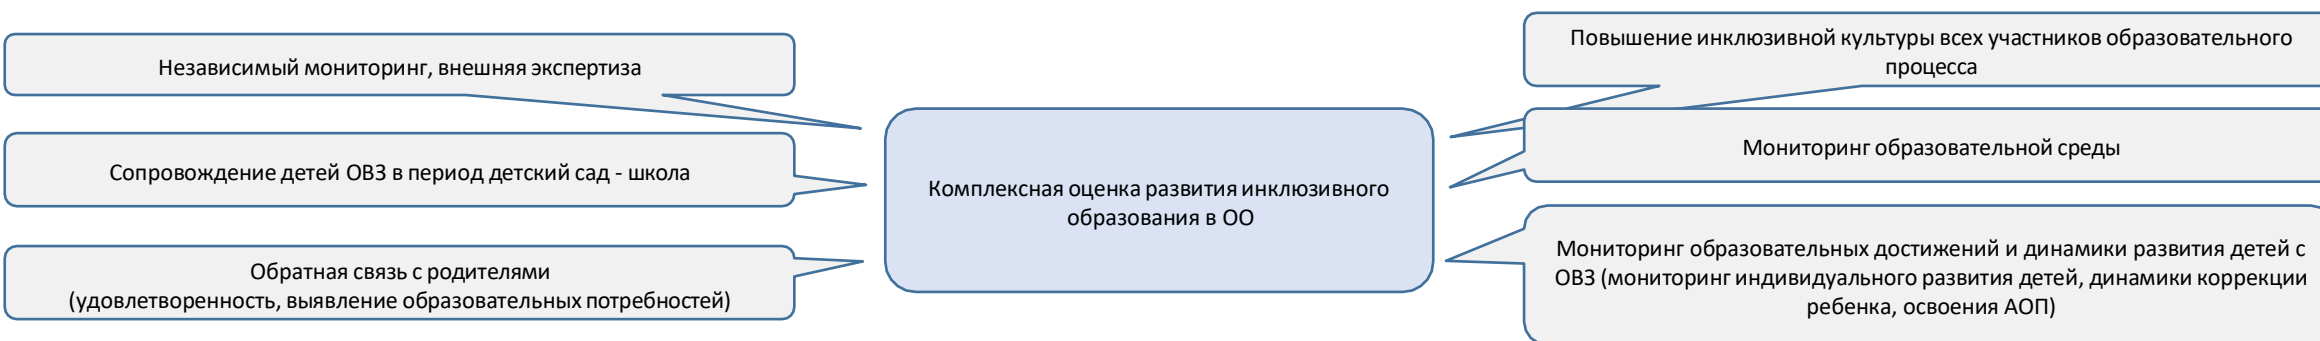 Независимый мониторинг, внешняя экспертиза
Сопровождение детей ОВЗ в период детский сад - школа
Обратная связь с родителями
(удовлетворенность, выявление образовательных потребностей)
Комплексная оценка развития инклюзивного
образования в ОО
Повышение инклюзивной культуры всех участников образовательного
процесса
Мониторинг образовательной среды
Мониторинг образовательных достижений и динамики развития детей с
ОВЗ (мониторинг индивидуального развития детей, динамики коррекции
ребенка, освоения АОП)